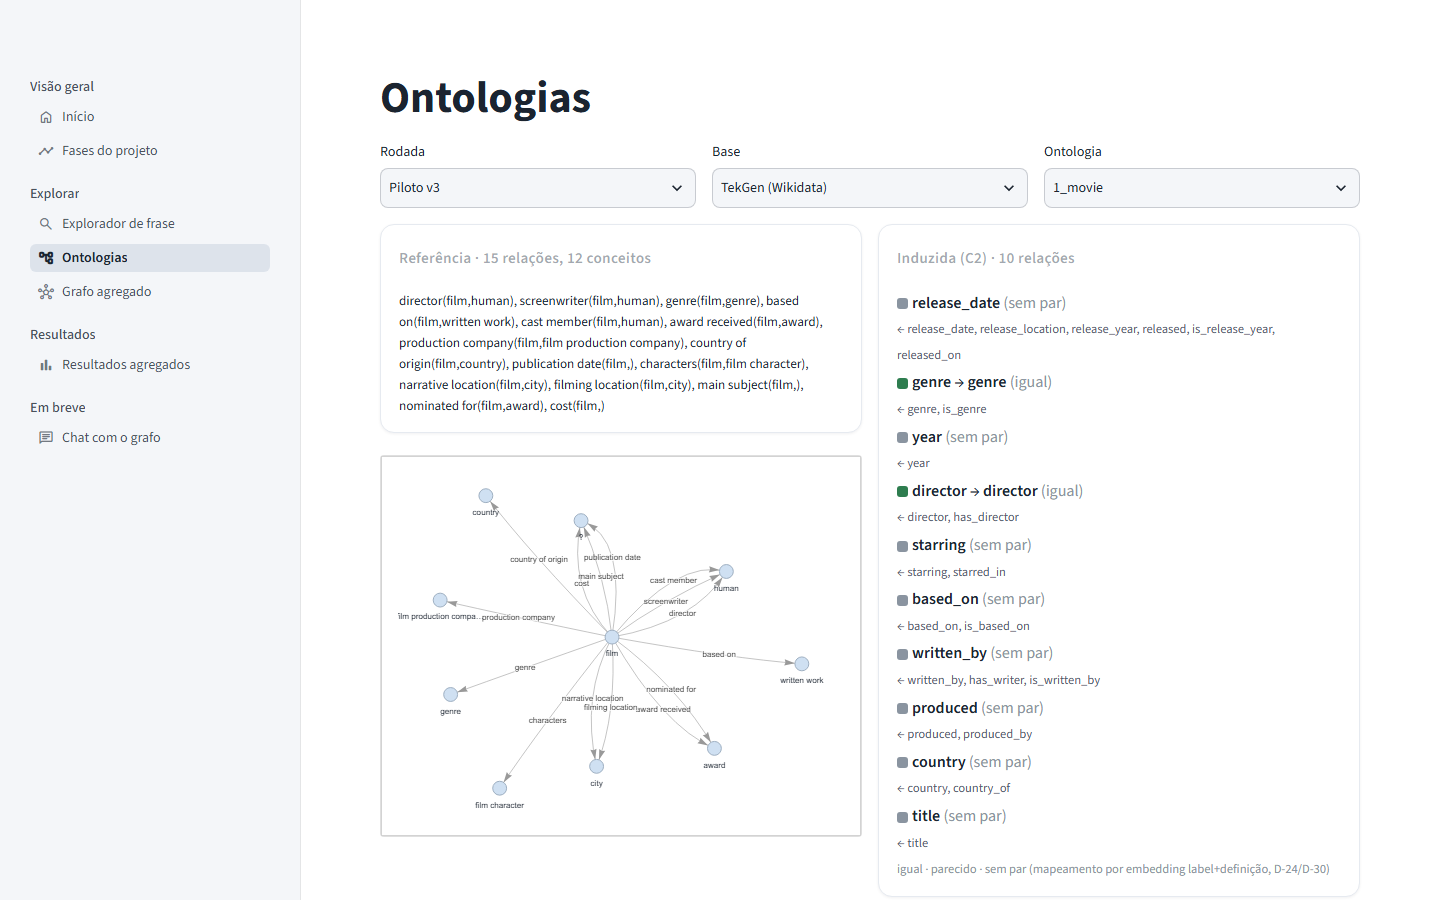 Visão geral
Início
Fases do projeto
Explorar
Explorador de frase
Ontologias
Grafo agregado
Resultados
Resultados agregados
Em breve
Chat com o grafo
Ontologias
Rodada
Base
Ontologia
Piloto v3
TekGen (Wikidata)
1_movie
Referência · 15 relações, 12 conceitos
director(film,human), screenwriter(film,human), genre(film,genre), based
on(film,written work), cast member(film,human), award received(film,award),
production company(film,film production company), country of
origin(film,country), publication date(film,), characters(film,film character),
narrative location(film,city), filming location(film,city), main subject(film,),
nominated for(film,award), cost(film,)
country
country of origin
publication date
main subject
cost
cast member
human
screenwriter
director
film production compa...
production company
film
based on
written work
genre
genre
nominated for
narrative location
filming location
award received
characters
award
city
film character
Induzida (C2) · 10 relações
release_date (sem par)
← release_date, release_location, release_year, released, is_release_year,
released_on
genre → genre (igual)
← genre, is_genre
year (sem par)
← year
director → director (igual)
← director, has_director
starring (sem par)
← starring, starred_in
based_on (sem par)
← based_on, is_based_on
written_by (sem par)
← written_by, has_writer, is_written_by
produced (sem par)
← produced, produced_by
country (sem par)
← country, country_of
title (sem par)
← title
igual · parecido · sem par (mapeamento por embedding label+definição, D-24/D-30)